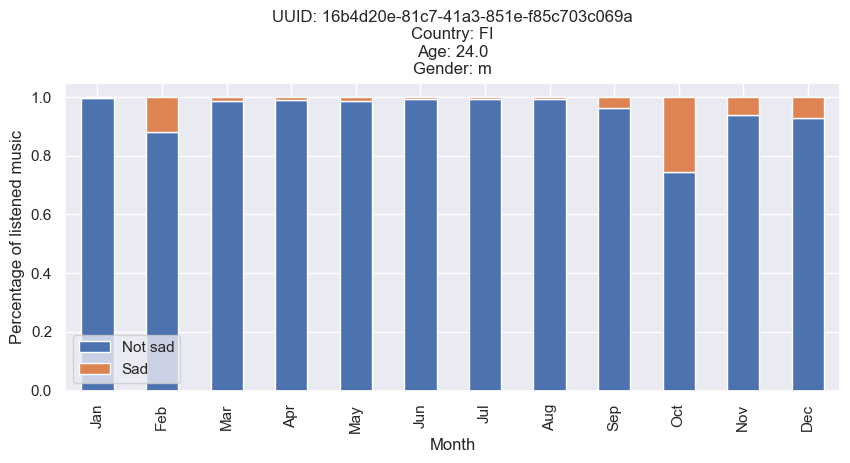 UUID: 16b4d20e-81c7-41a3-851e-f85c703c069a
Country: FI
Age: 24.0
Gender: m
Percentage of listened music
1.0
0.8
0.6
0.4
0.2
0.0
Not sad
Sad
Jan
Feb
Mar
Apr
May
Jun
Jul
Aug
Sep
Oct
Nov
Dec
Month